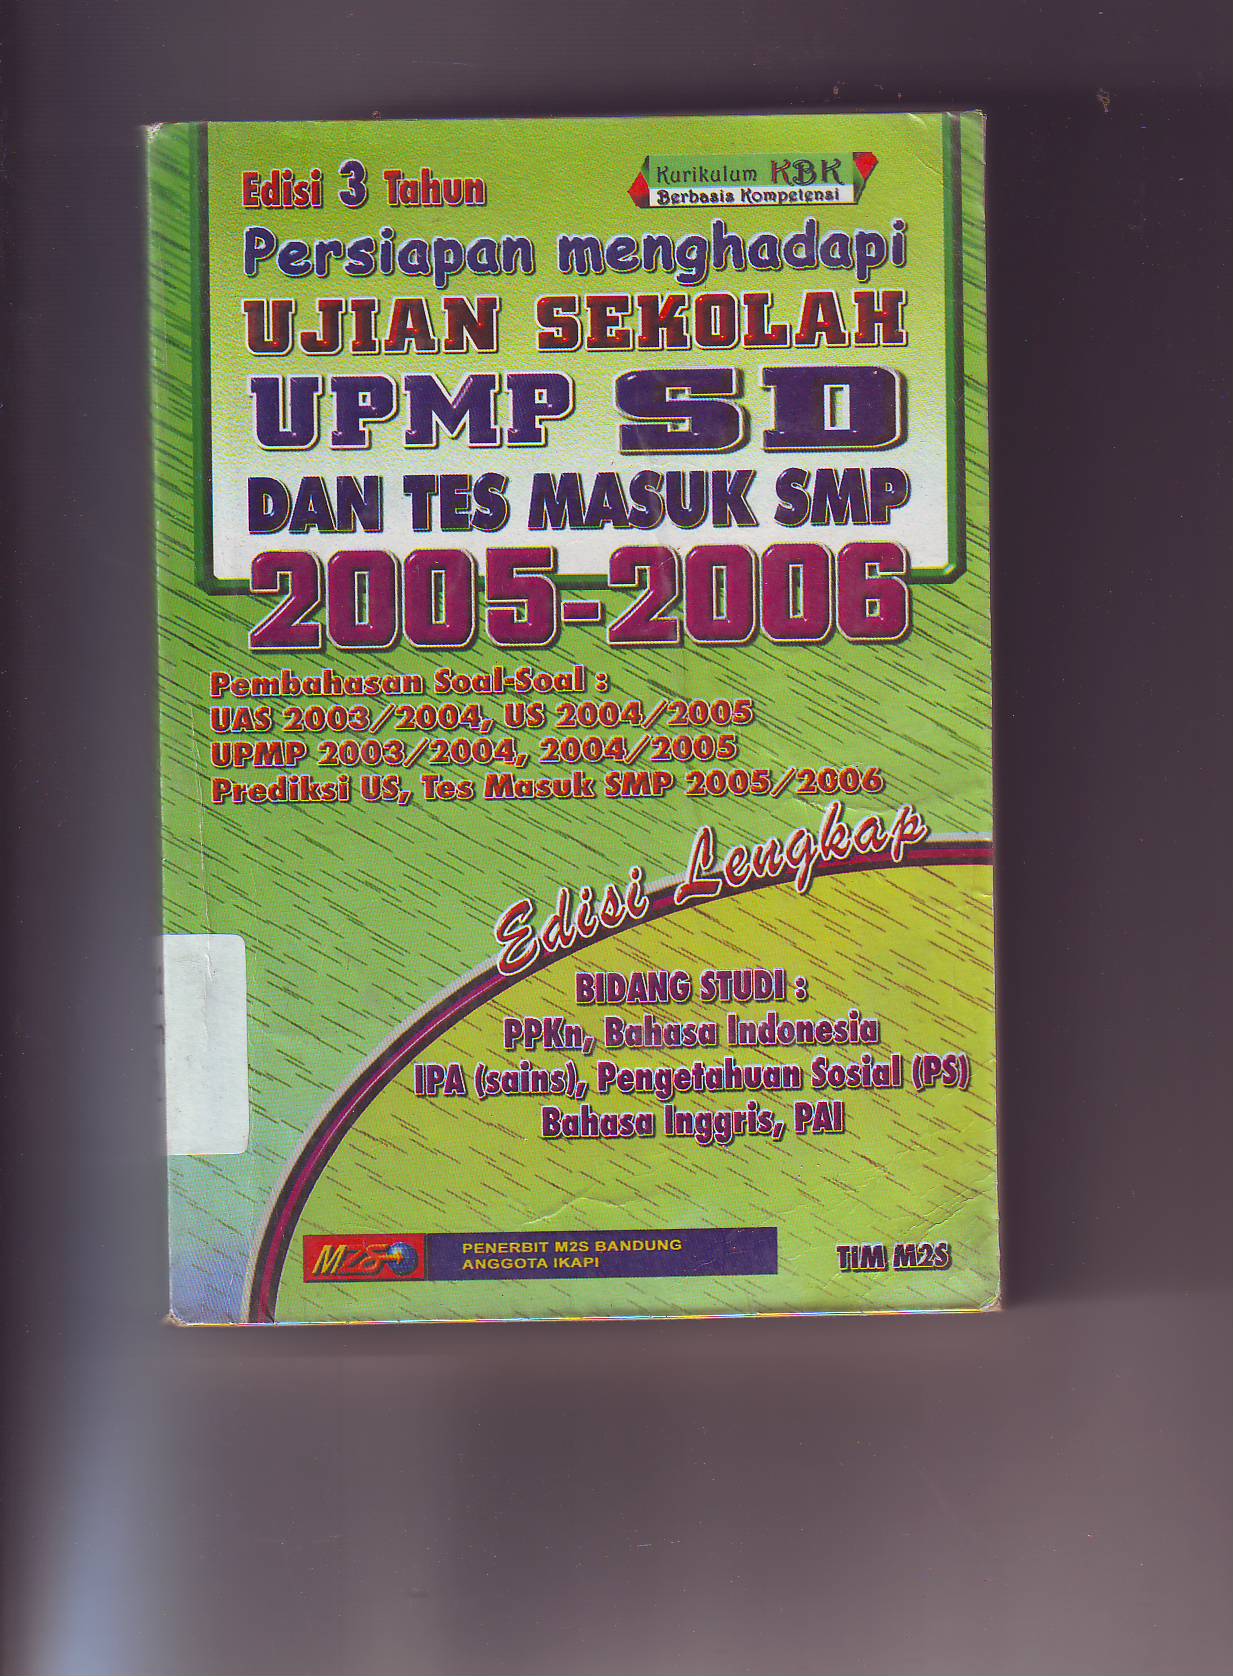 Edisi 3 Tahun
Kurikulum KBK
Berbasis Kompetensi
Persiapan menghadapi
UJIAN SEKOLAH
UPMP SD
DAN TES MASUK SMP
2005-2006
Pembahasan Soal-Soal :
UAS 2003/2004, US 2004/2005
UPMP 2003/2004, 2004/2005
Prediksi US, Tes Masuk SMP 2005/2006
Edisi Lengkap
BIDANG STUDI :
PPKn, Bahasa Indonesia
IPA (sains), Pengetahuan Sosial (PS)
Bahasa Inggris, PAI
M2S
PENERBIT M2S BANDUNG
ANGGOTA IKAPI
TIM M2S